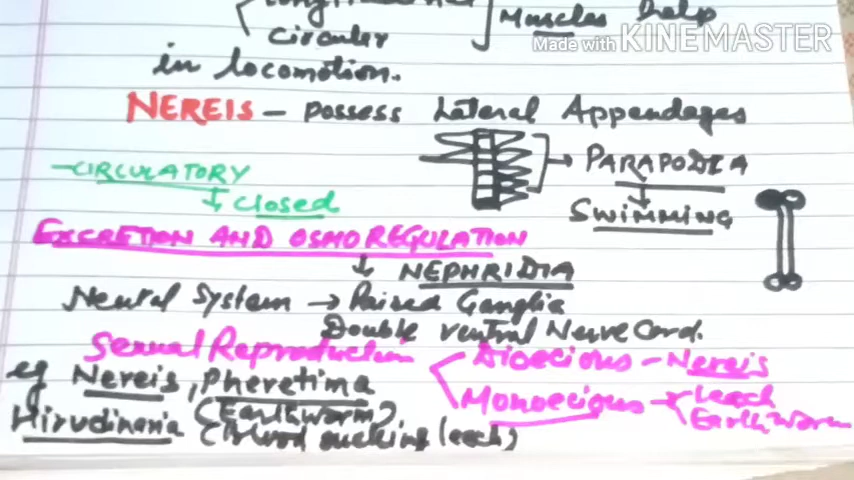 Longitudinal
circular
Muscles help
Made with KINEMASTER
in locomotion.
NEREIS – Possess Lateral Appendages
→ PARAPODIA
CIRCULATORY
↓ closed
↓
SWIMMING
EXCRETION AND OSMOREGULATION
↓ NEPHRIDIA
Neural System → Paired Ganglia
Double ventral Nerve Cord.
Sexual Reproduction
Dioecious – Nereis
Monoecious → Leech
Earthworm
eg Nereis, Pheretima
(Earthworm)
Hirudinaria (Blood sucking leech)